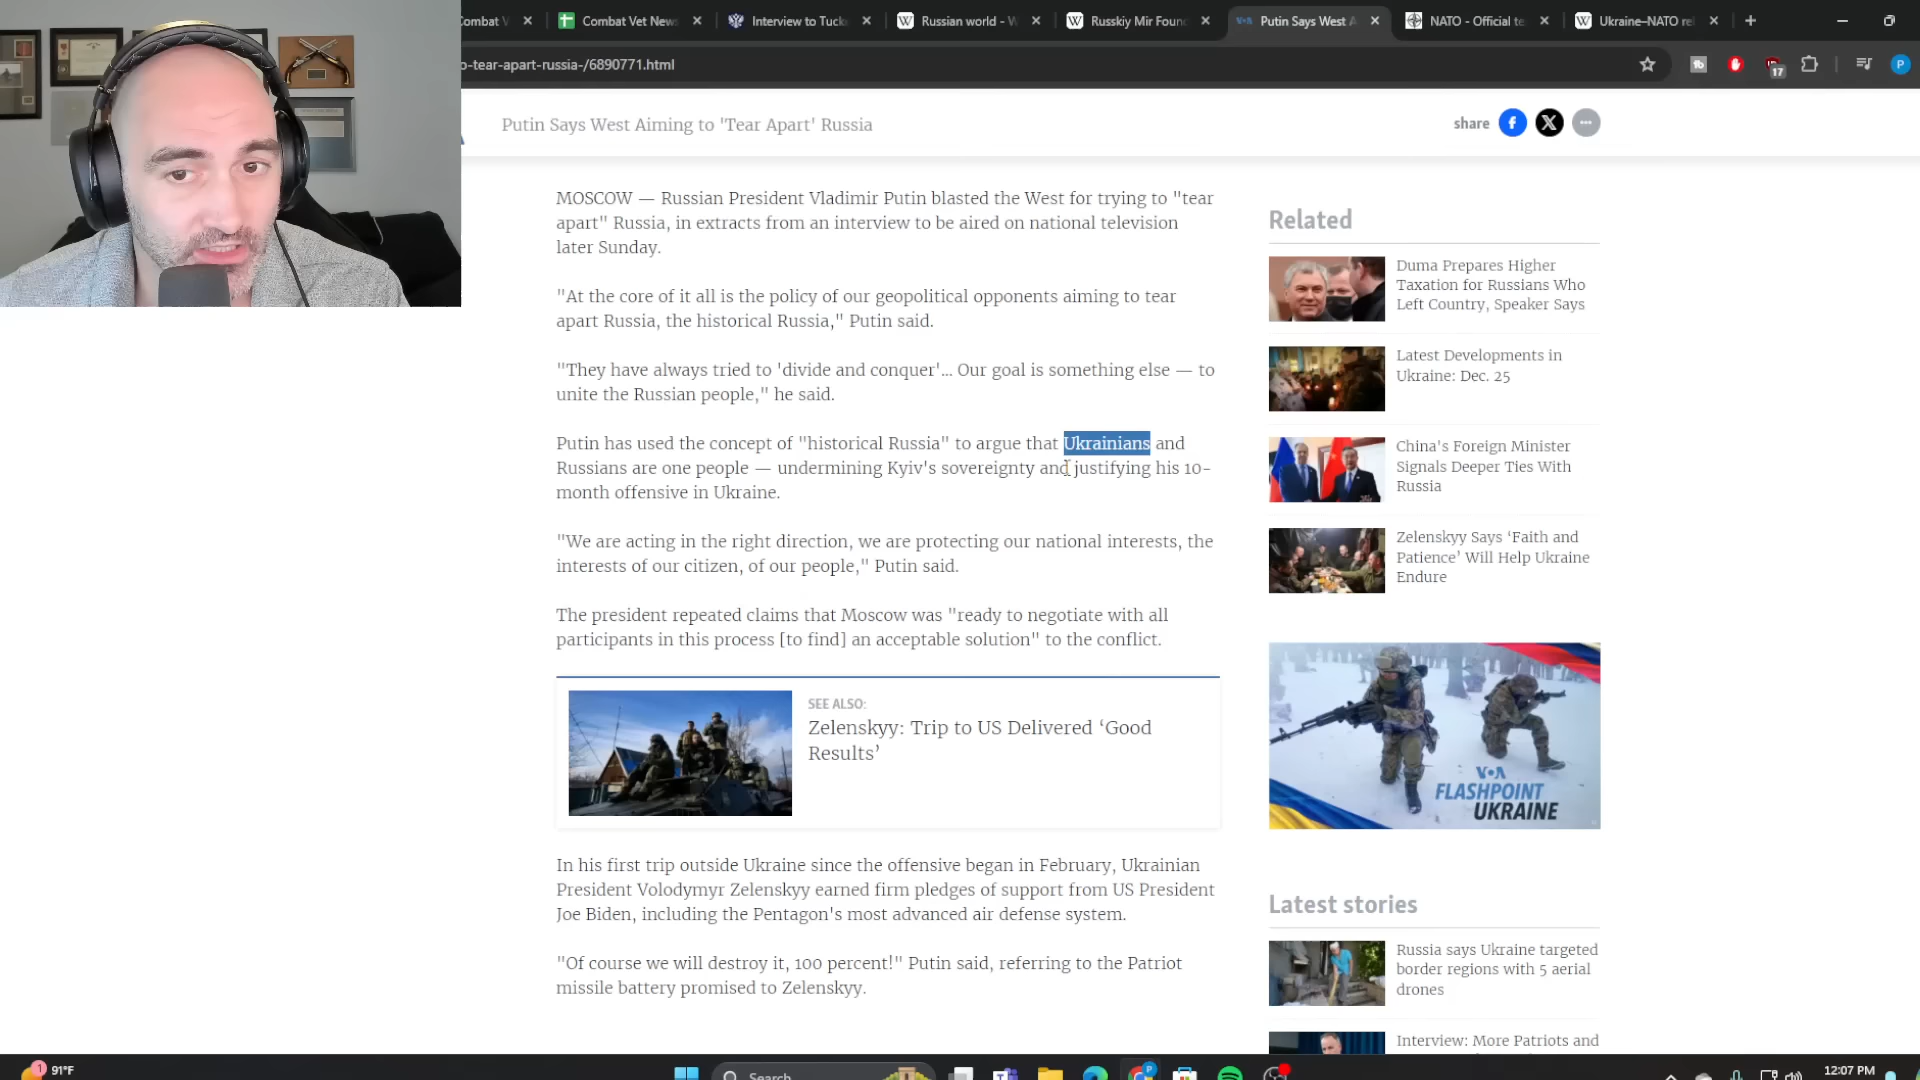 Combat V
Combat Vet News
Interview to Tucke
Russian world - W
Russkiy Mir Foun
Putin Says West A
NATO - Official te
Ukraine–NATO re
o-tear-apart-russia-/6890771.html
17
P
Putin Says West Aiming to 'Tear Apart' Russia
share
MOSCOW — Russian President Vladimir Putin blasted the West for trying to "tear
apart" Russia, in extracts from an interview to be aired on national television
later Sunday.
"At the core of it all is the policy of our geopolitical opponents aiming to tear
apart Russia, the historical Russia," Putin said.
"They have always tried to 'divide and conquer'... Our goal is something else — to
unite the Russian people," he said.
Putin has used the concept of "historical Russia" to argue that Ukrainians and
Russians are one people — undermining Kyiv's sovereignty and justifying his 10-
month offensive in Ukraine.
"We are acting in the right direction, we are protecting our national interests, the
interests of our citizen, of our people," Putin said.
The president repeated claims that Moscow was "ready to negotiate with all
participants in this process [to find] an acceptable solution" to the conflict.
SEE ALSO:
Zelenskyy: Trip to US Delivered ‘Good
Results’
In his first trip outside Ukraine since the offensive began in February, Ukrainian
President Volodymyr Zelenskyy earned firm pledges of support from US President
Joe Biden, including the Pentagon's most advanced air defense system.
"Of course we will destroy it, 100 percent!" Putin said, referring to the Patriot
missile battery promised to Zelenskyy.
Related
Duma Prepares Higher
Taxation for Russians Who
Left Country, Speaker Says
Latest Developments in
Ukraine: Dec. 25
China's Foreign Minister
Signals Deeper Ties With
Russia
Zelenskyy Says ‘Faith and
Patience’ Will Help Ukraine
Endure
VOA
FLASHPOINT
UKRAINE
Latest stories
Russia says Ukraine targeted
border regions with 5 aerial
drones
Interview: More Patriots and
1
91°F
Search
12:07 PM